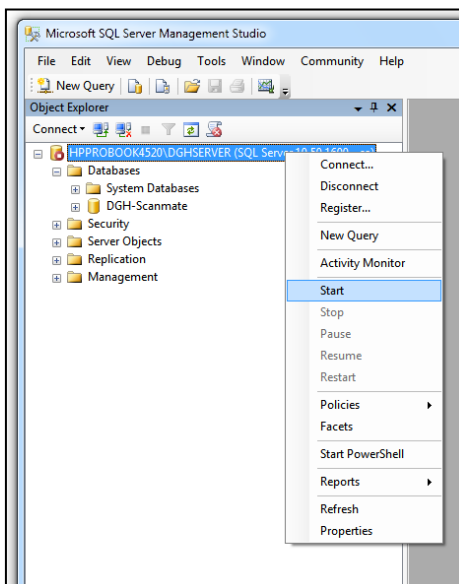 Microsoft SQL Server Management Studio
File Edit View Debug Tools Window Community Help
New Query
Object Explorer
Connect
HPPROBOOK4520\DGHSERVER (SQL Server 10.50.1600 - sa)
Databases
System Databases
DGH-Scanmate
Security
Server Objects
Replication
Management
Connect...
Disconnect
Register...
New Query
Activity Monitor
Start
Stop
Pause
Resume
Restart
Policies
Facets
Start PowerShell
Reports
Refresh
Properties